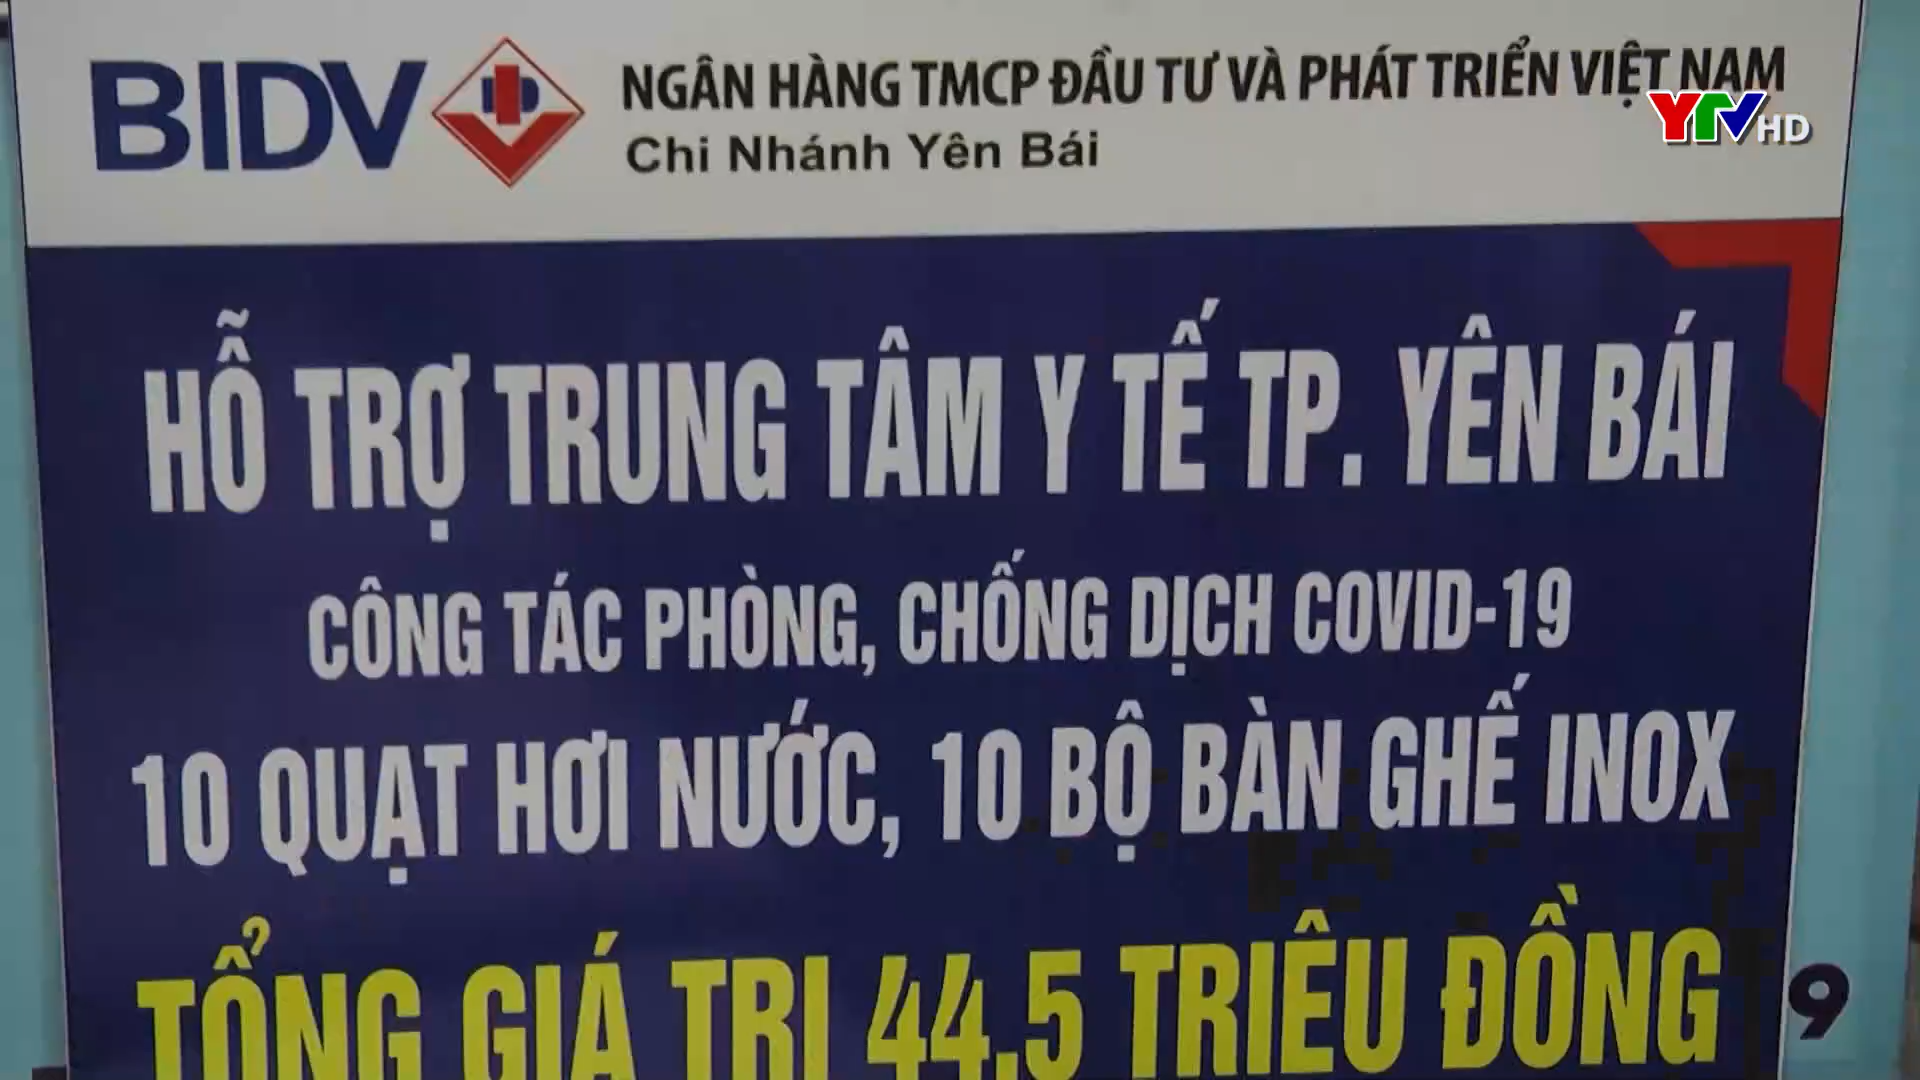 BIDV NGÂN HÀNG TMCP ĐẦU TƯ VÀ PHÁT TRIỂN VIỆT NAM
YTV HD
Chi Nhánh Yên Bái
HỖ TRỢ TRUNG TÂM Y TẾ TP. YÊN BÁI
CÔNG TÁC PHÒNG, CHỐNG DỊCH COVID-19
10 QUẠT HƠI NƯỚC, 10 BỘ BÀN GHẾ INOX
TỔNG GIÁ TRỊ 44.5 TRIỆU ĐỒNG
9